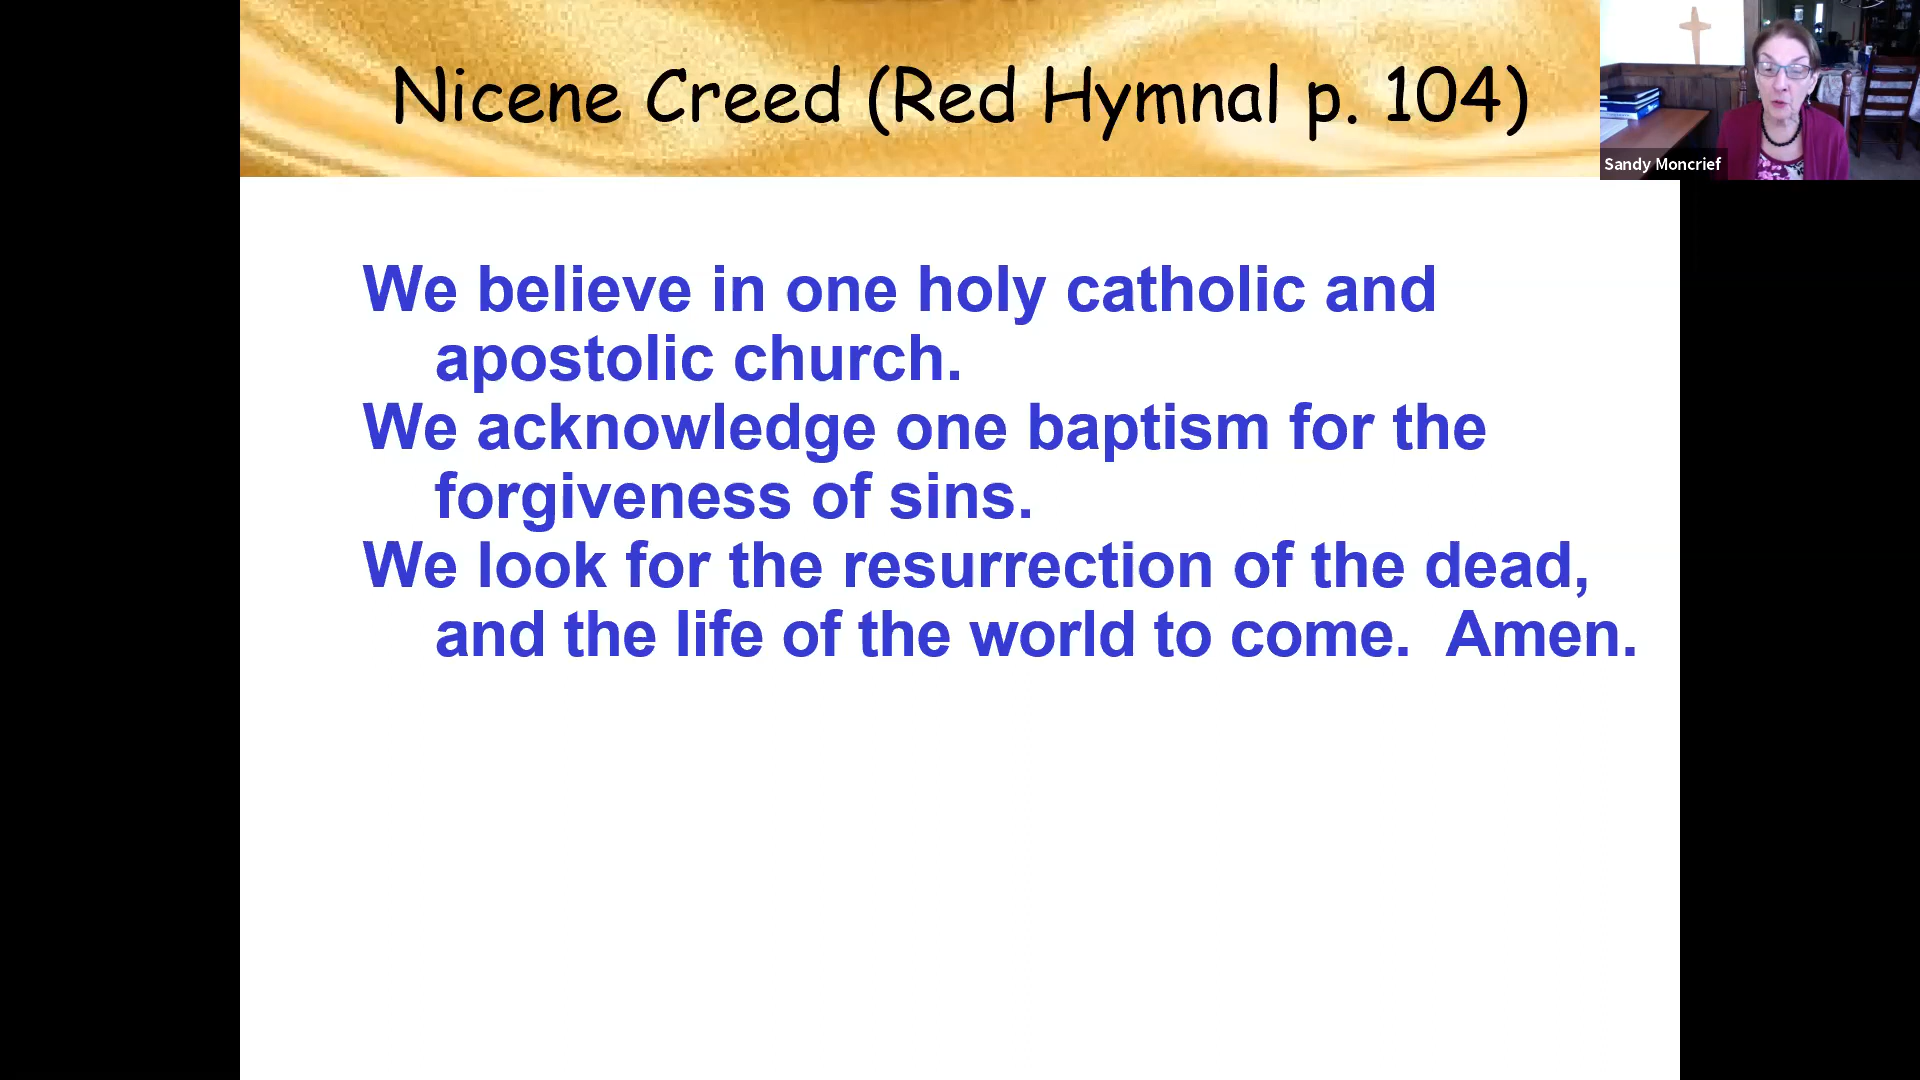 Nicene Creed (Red Hymnal p. 104)
Sandy Moncrief
We believe in one holy catholic and
apostolic church.
We acknowledge one baptism for the
forgiveness of sins.
We look for the resurrection of the dead,
and the life of the world to come.  Amen.